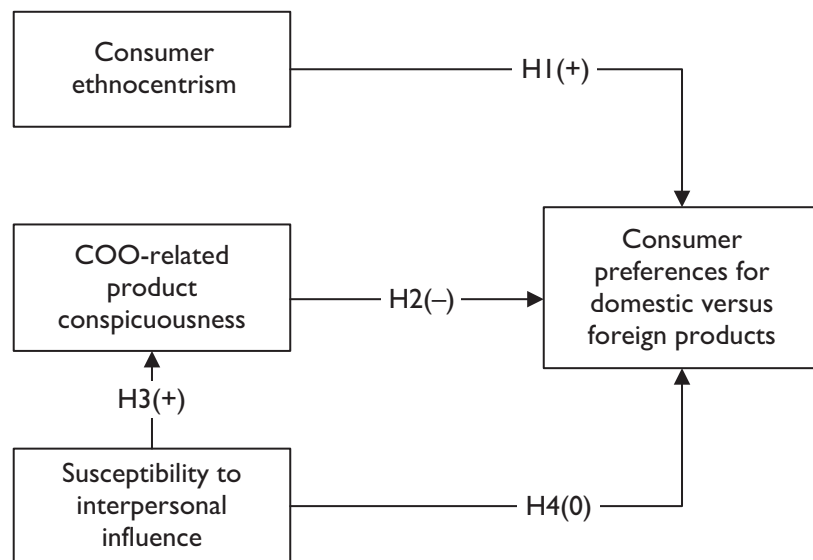 Consumer
ethnocentrism
H1(+)
COO-related
product
conspicuousness
H2(–)
Consumer
preferences for
domestic versus
foreign products
H3(+)
Susceptibility to
interpersonal
influence
H4(0)